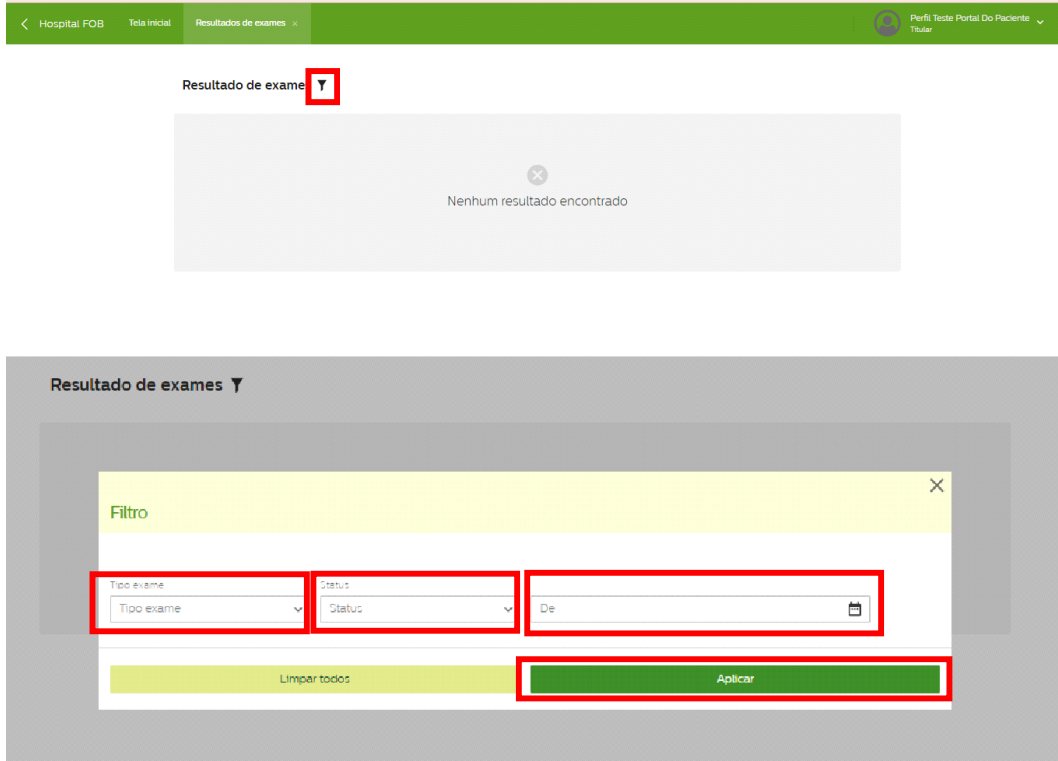 Hospital FOB Tela inicial Resultados de exames × Perfil Teste Portal Do Paciente
Titular
Resultado de exame
Nenhum resultado encontrado
Resultado de exames
Filtro
Tipo exame Status
Tipo exame Status De
Limpar todos Aplicar